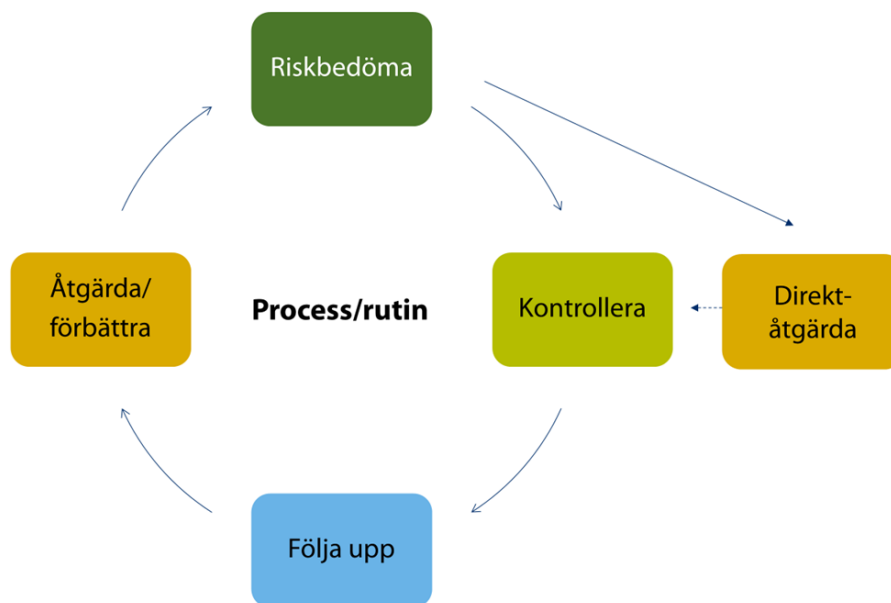 Riskbedöma
Åtgärda/
förbättra
Process/rutin
Kontrollera
Direkt-
åtgärda
Följa upp